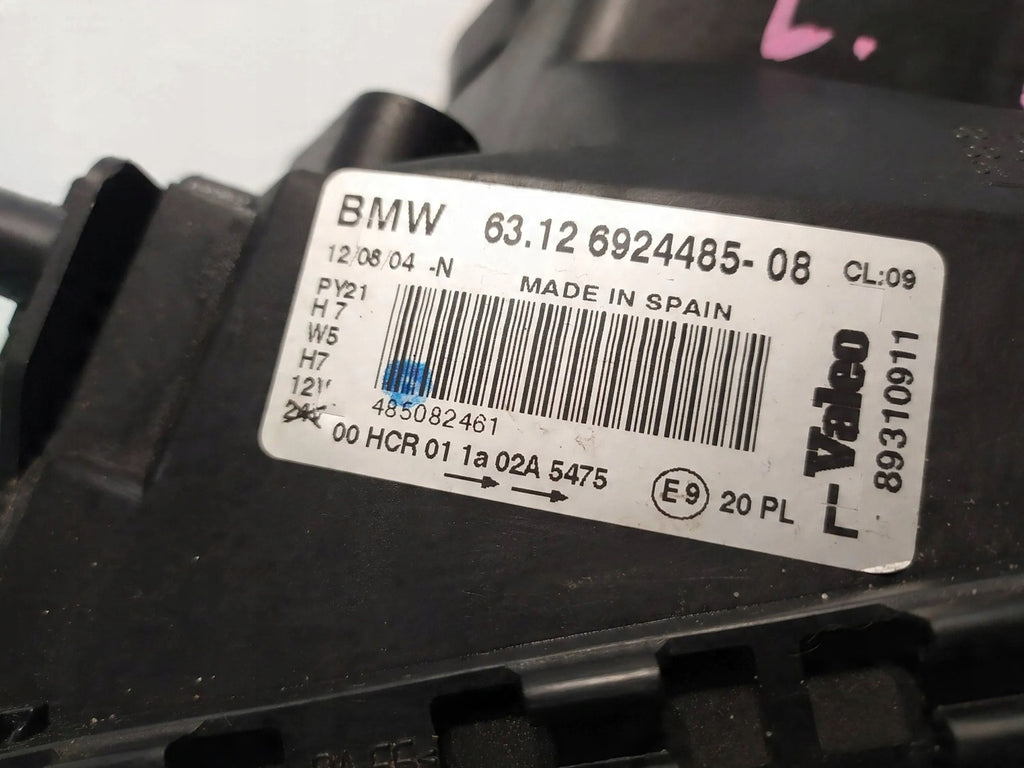 L.
BMW 63.12 6924485-08 CL:09
12/08/04 -N MADE IN SPAIN
PY21
H7
W5
H7
12V
24V
485082461
00 HCR 01 1a 02A 5475
E9 20 PL
L-Valeo
89310911